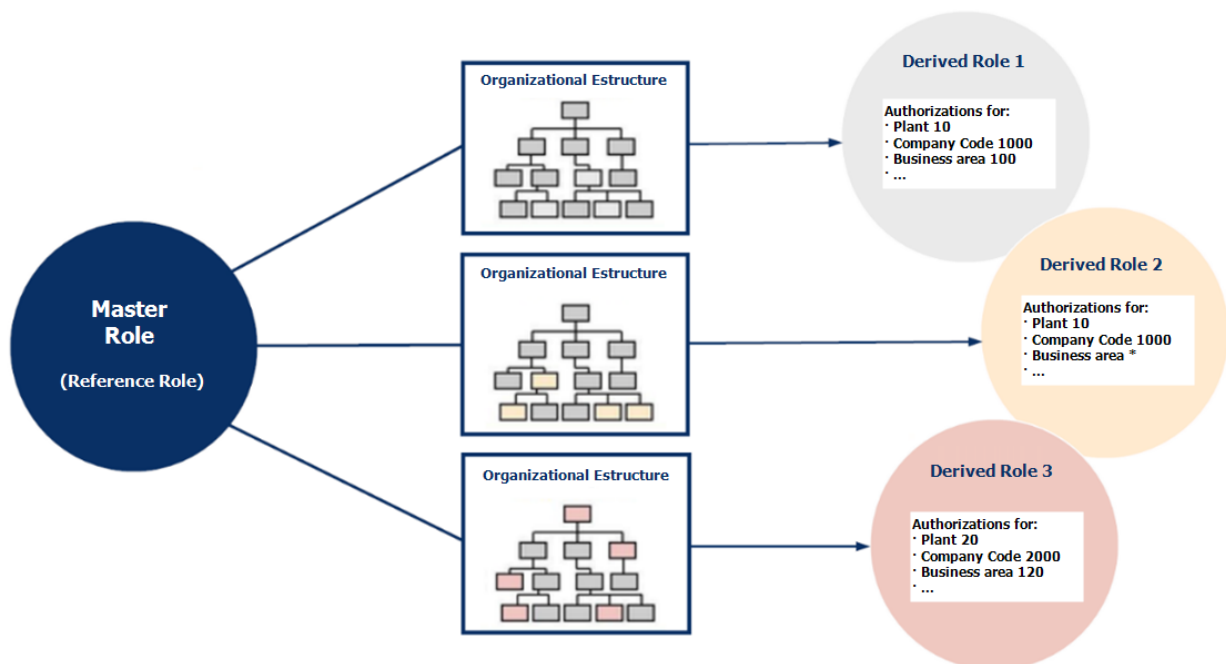 Master
Role
(Reference Role)
Organizational Estructure
Organizational Estructure
Organizational Estructure
Derived Role 1
Authorizations for:
· Plant 10
· Company Code 1000
· Business area 100
· ...
Derived Role 2
Authorizations for:
· Plant 10
· Company Code 1000
· Business area *
· ...
Derived Role 3
Authorizations for:
· Plant 20
· Company Code 2000
· Business area 120
· ...